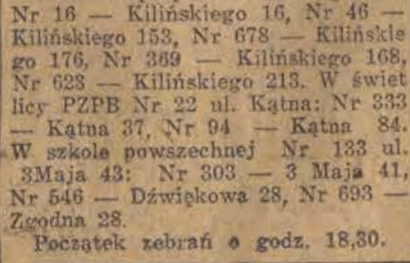 Nr 16 — Kilińskiego 16, Nr 46 —
Kilińskiego 153, Nr 678 — Kilińskie
go 176, Nr 369 — Kilińskiego 168,
Nr 623 — Kilińskiego 213. W świet
licy PZPB Nr 22 ul. Kątna: Nr 333
— Kątna 37, Nr 94 — Kątna 84.
W szkole powszechnej Nr 133 ul.
3Maja 43: Nr 303 — 3 Maja 41,
Nr 546 — Dźwiękowa 28, Nr 693 —
Zgodna 28.
Początek zebrań o godz. 18,30.